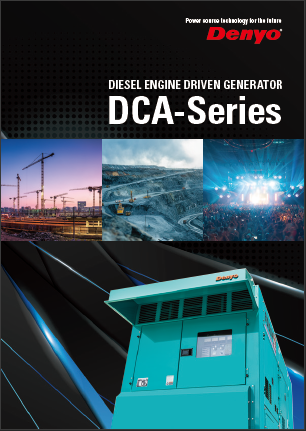 Power source technology for the future
Denyo®
DIESEL ENGINE DRIVEN GENERATOR
DCA-Series
Denyo